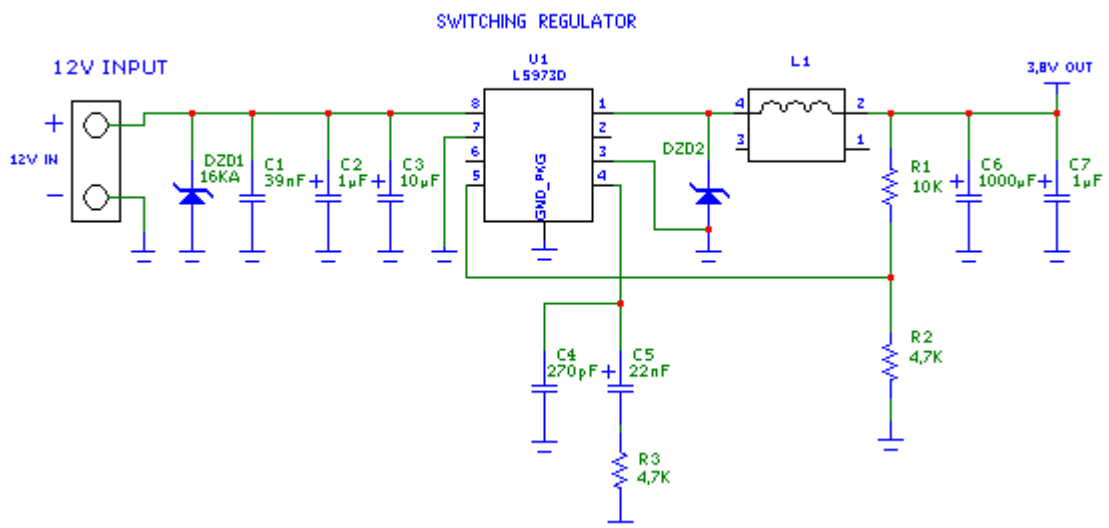 SWITCHING REGULATOR
12V INPUT
U1
L5973D
L1
3,8V OUT
8
1
4
2
+
7
2
12V IN
DZD1
16KA
C1
39nF
+
C2
1µF
+
C3
10µF
6
3
DZD2
3
1
R1
10K
+
C6
1000µF
+
C7
1µF
5
4
−
GND_PKG
R2
4,7K
C4
270pF
+
C5
22nF
R3
4,7K